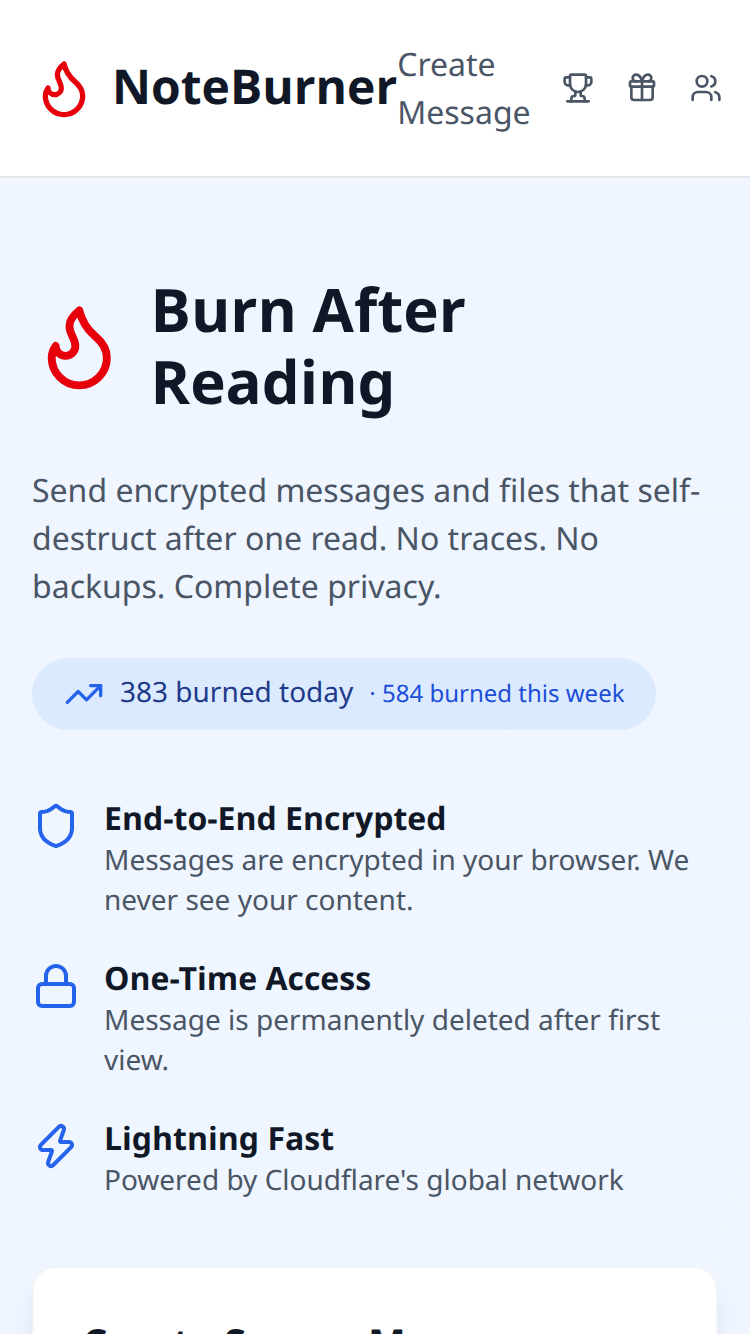 NoteBurner
Create
Message
Burn After
Reading
Send encrypted messages and files that self-
destruct after one read. No traces. No
backups. Complete privacy.
383 burned today · 584 burned this week
End-to-End Encrypted
Messages are encrypted in your browser. We
never see your content.
One-Time Access
Message is permanently deleted after first
view.
Lightning Fast
Powered by Cloudflare's global network